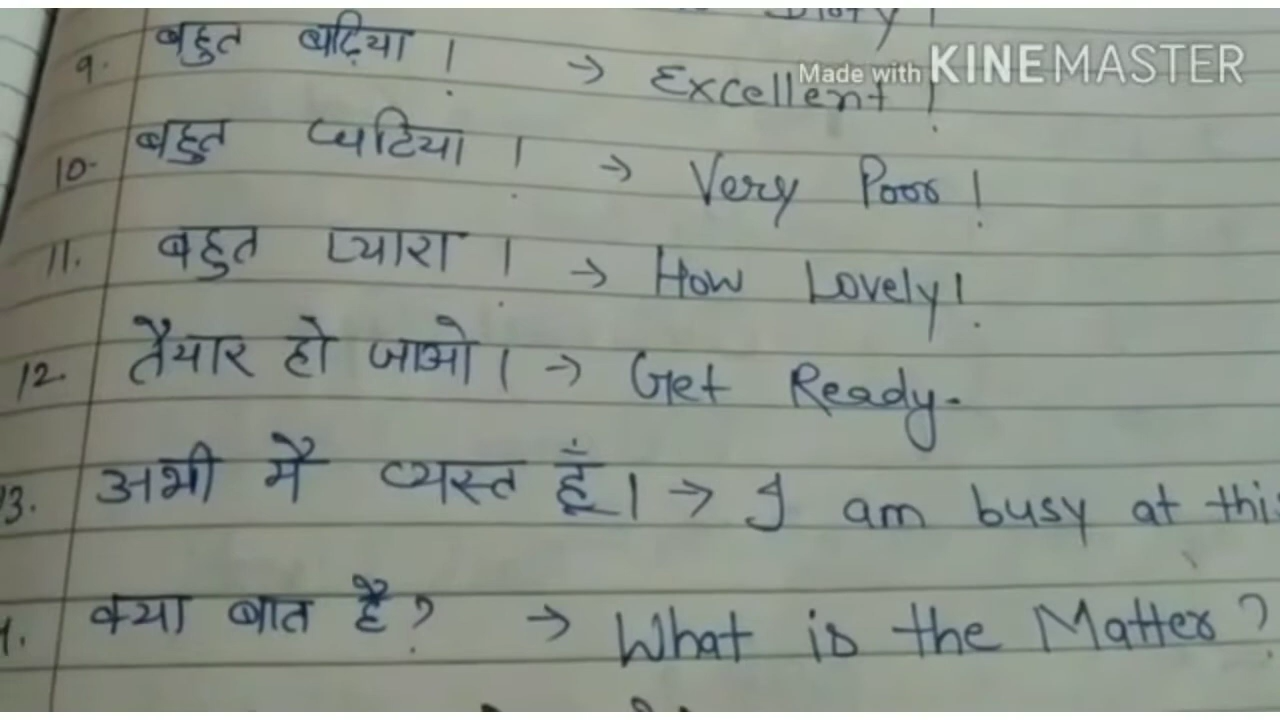 Made with KINEMASTER
9. बहुत बढ़िया ! → Excellent !
10. बहुत घटिया ! → Very Poor !
11. बहुत प्यारा ! → How Lovely!
12. तैयार हो जाओ । → Get Ready.
13. अभी मै व्यस्त हूँ। → I am busy at this
क्या बात है? → What is the Matter?